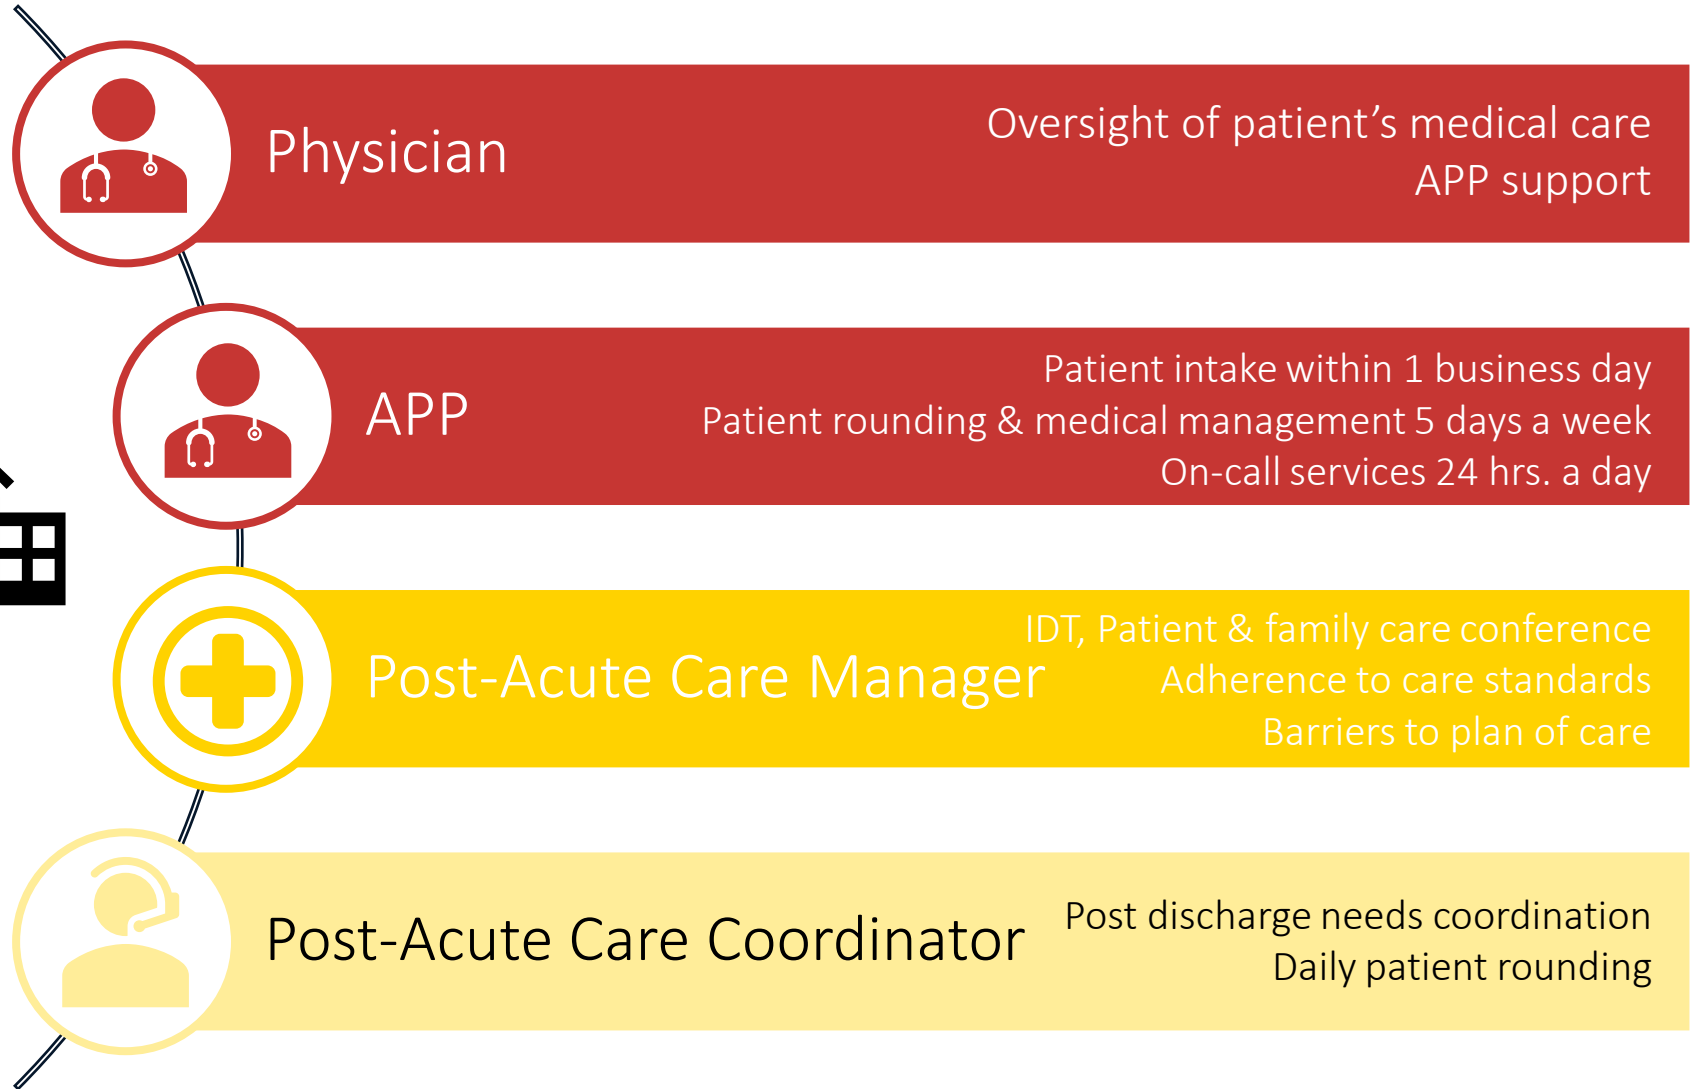 Physician
Oversight of patient’s medical care
APP support
APP
Patient intake within 1 business day
Patient rounding & medical management 5 days a week
On-call services 24 hrs. a day
Post-Acute Care Manager
IDT, Patient & family care conference
Adherence to care standards
Barriers to plan of care
Post-Acute Care Coordinator
Post discharge needs coordination
Daily patient rounding